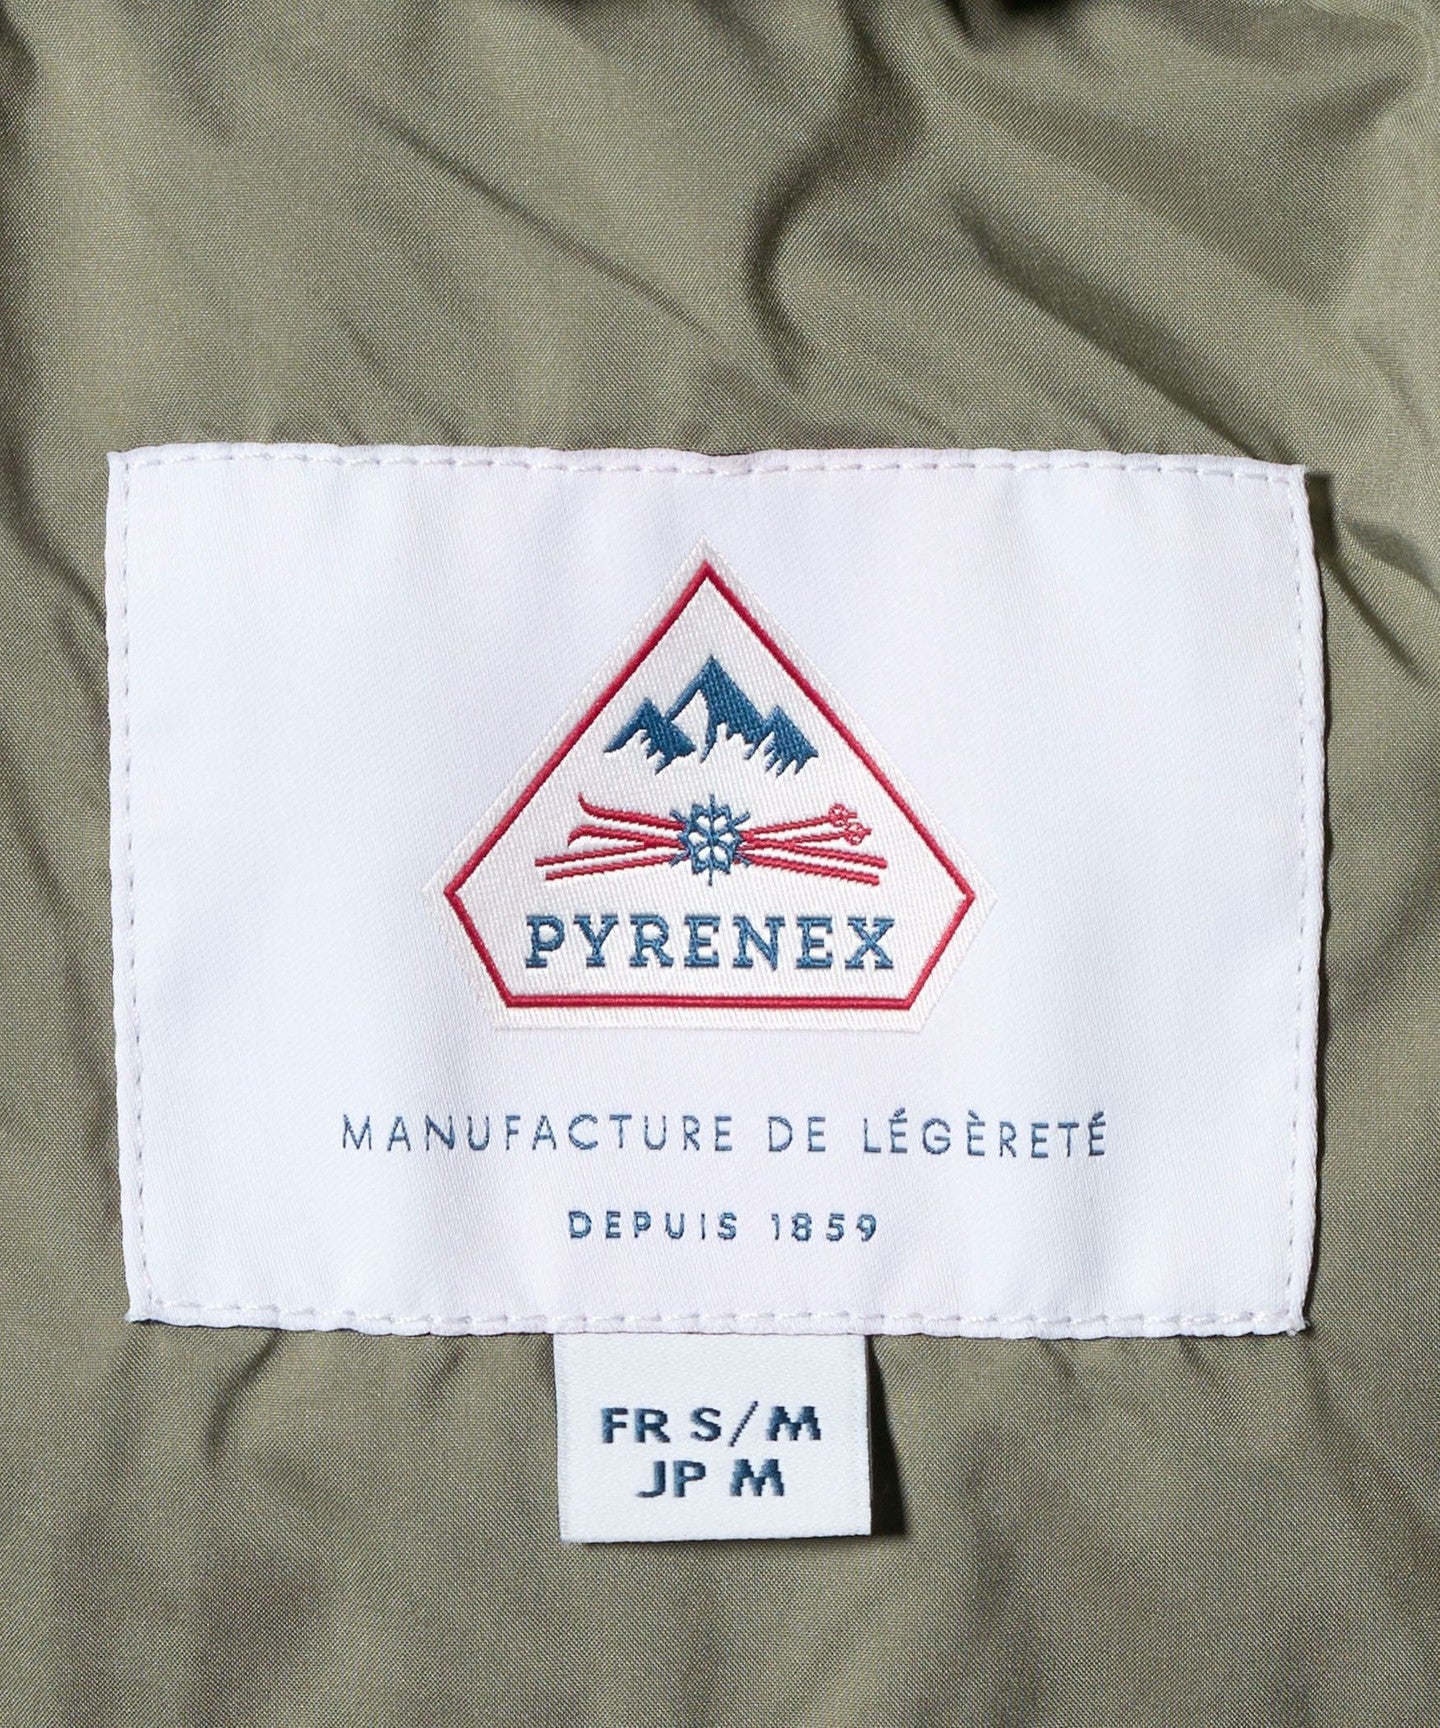 PYRENEX
MANUFACTURE DE LÉGÈRETÉ
DEPUIS 1859
FR S/M
JP M